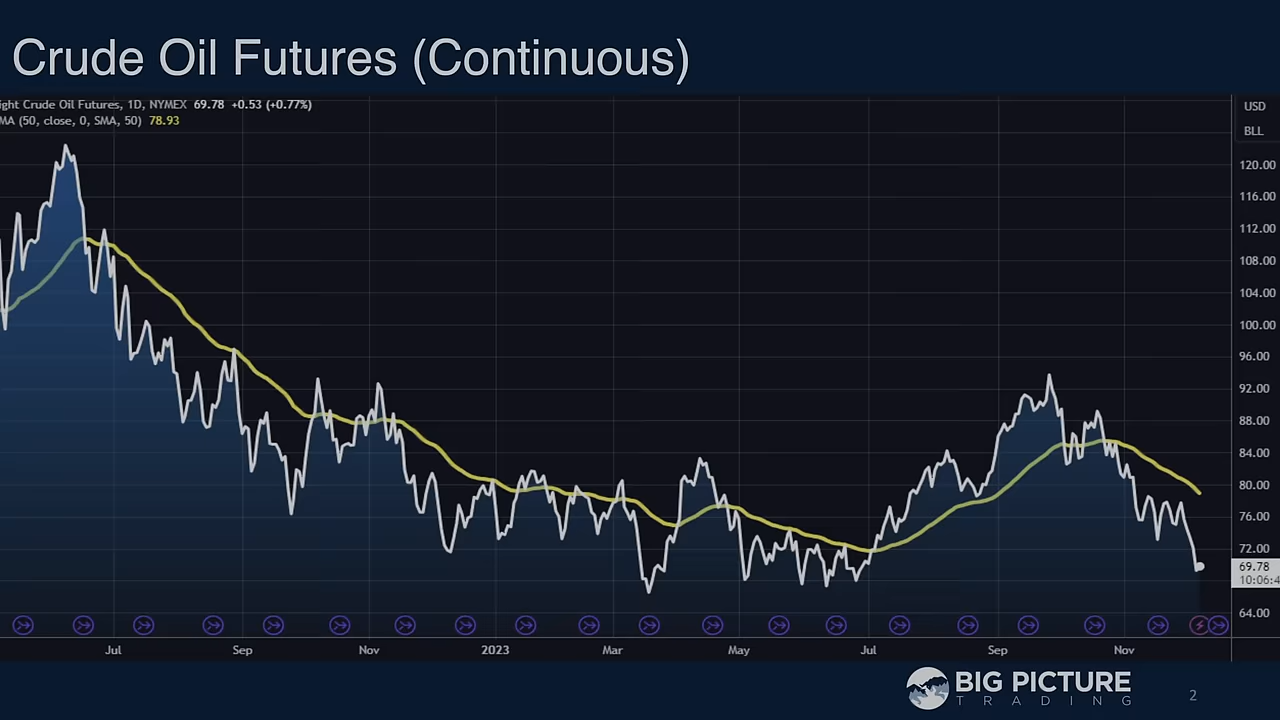 Crude Oil Futures (Continuous)
ight Crude Oil Futures, 1D, NYMEX 69.78 +0.53 (+0.77%)
MA (50, close, 0, SMA, 50) 78.93
USD
BLL
120.00
116.00
112.00
108.00
104.00
100.00
96.00
92.00
88.00
84.00
80.00
76.00
72.00
69.78
10:06:4
64.00
Jul Sep Nov 2023 Mar May Jul Sep Nov
BIG PICTURE
TRADING
2